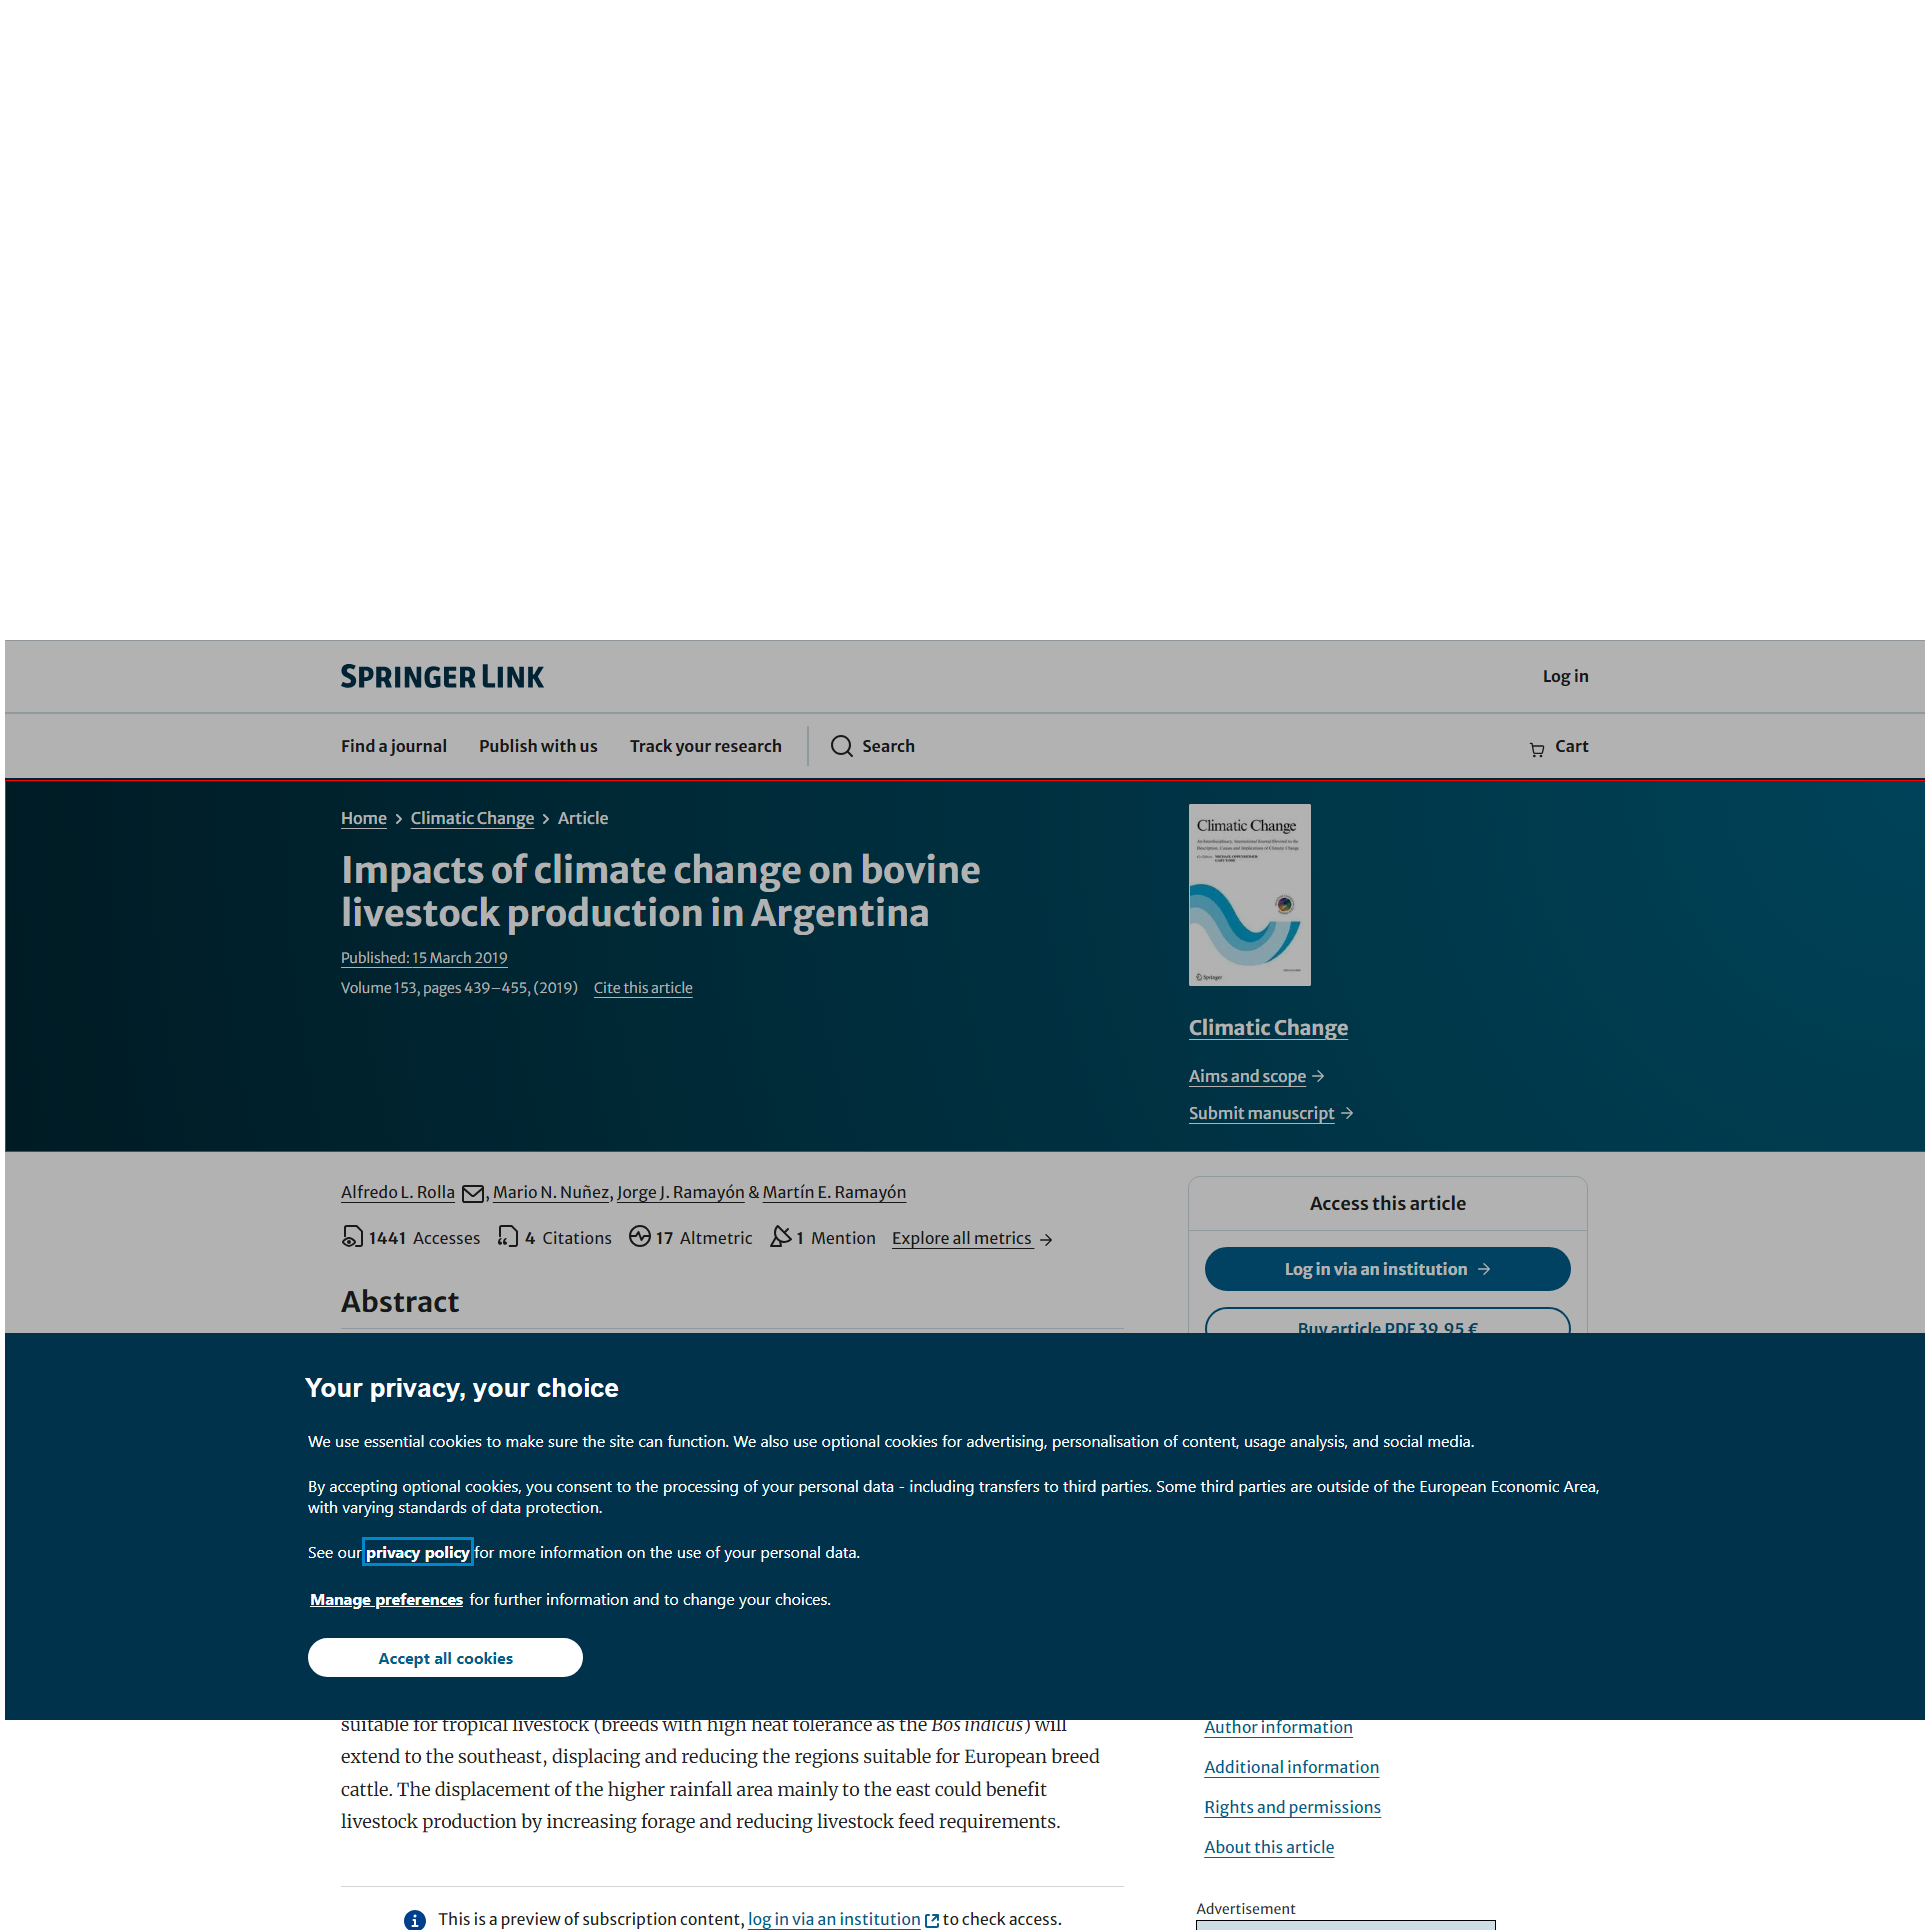 SPRINGER LINK
Log in
Find a journal Publish with us Track your research Search Cart
Home > Climatic Change > Article
Impacts of climate change on bovine
livestock production in Argentina
Published: 15 March 2019
Volume 153, pages 439–455, (2019) Cite this article
Climatic Change
Springer
Climatic Change
Aims and scope →
Submit manuscript →
Alfredo L. Rolla, Mario N. Nuñez, Jorge J. Ramayón & Martín E. Ramayón
1441 Accesses 4 Citations 17 Altmetric 1 Mention Explore all metrics →
Abstract
Access this article
Log in via an institution →
Buy article PDF 39,95 €
Your privacy, your choice
We use essential cookies to make sure the site can function. We also use optional cookies for advertising, personalisation of content, usage analysis, and social media.
By accepting optional cookies, you consent to the processing of your personal data - including transfers to third parties. Some third parties are outside of the European Economic Area,
with varying standards of data protection.
See our privacy policy for more information on the use of your personal data.
Manage preferences for further information and to change your choices.
Accept all cookies
suitable for tropical livestock (breeds with high heat tolerance as the Bos indicus) will
extend to the southeast, displacing and reducing the regions suitable for European breed
cattle. The displacement of the higher rainfall area mainly to the east could benefit
livestock production by increasing forage and reducing livestock feed requirements.
This is a preview of subscription content, log in via an institution to check access.
Author information
Additional information
Rights and permissions
About this article
Advertisement